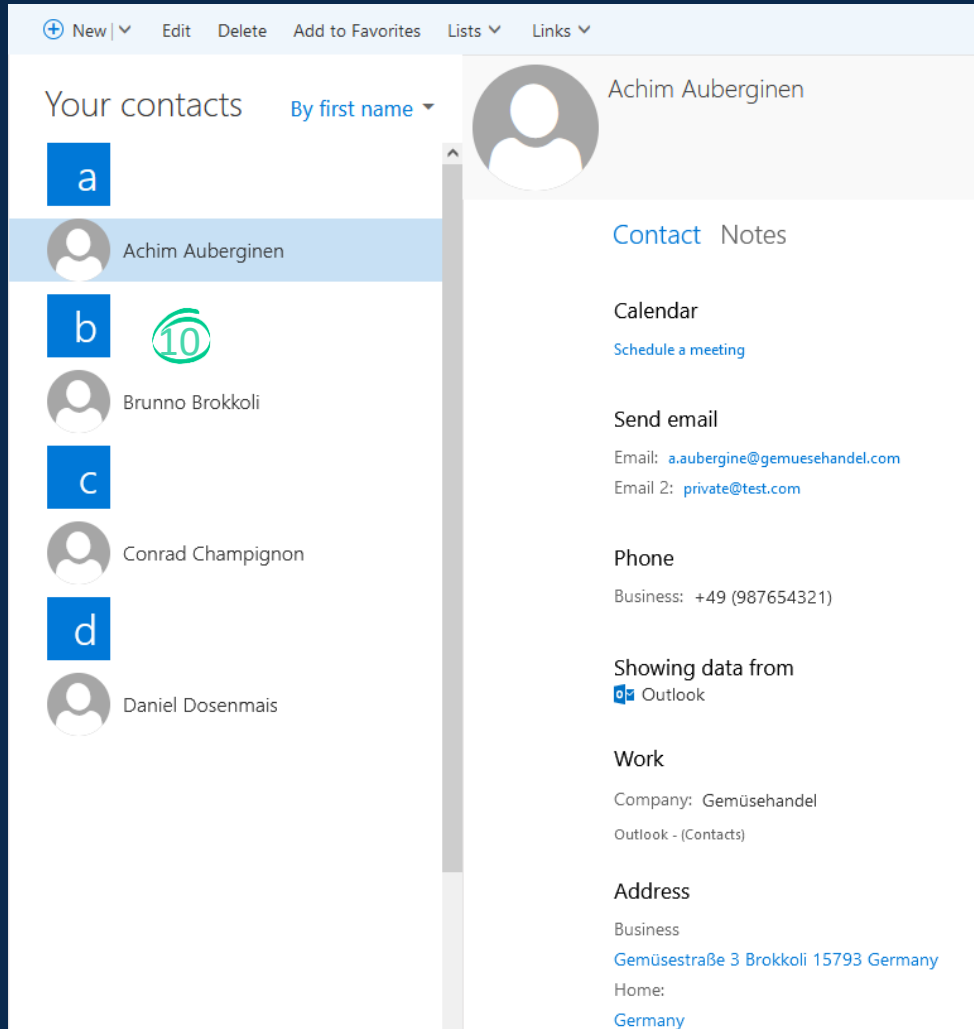 New
Edit
Delete
Add to Favorites
Lists
Links
Your contacts
By first name
a
Achim Auberginen
b
10
Brunno Brokkoli
c
Conrad Champignon
d
Daniel Dosenmais
Achim Auberginen
Contact Notes
Calendar
Schedule a meeting
Send email
Email: a.aubergine@gemuesehandel.com
Email 2: private@test.com
Phone
Business: +49 (987654321)
Showing data from
Outlook
Work
Company: Gemüsehandel
Outlook - (Contacts)
Address
Business
Gemüsestraße 3 Brokkoli 15793 Germany
Home:
Germany